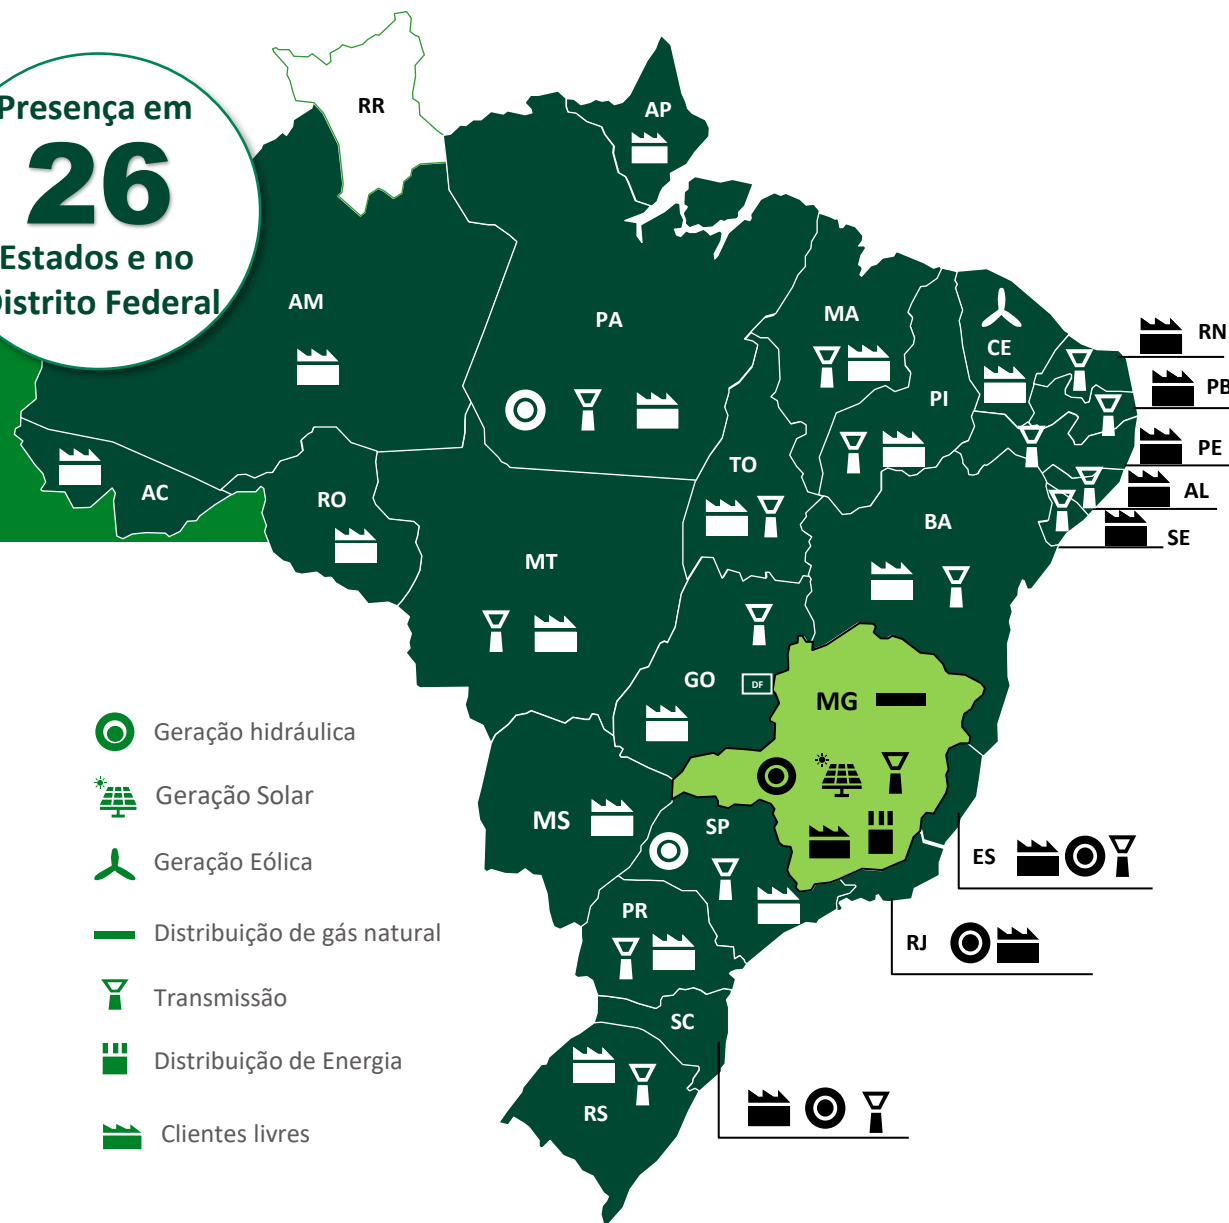 Presença em
26
Estados e no
Distrito Federal
RR
AP
AM
PA
MA
CE
RN
PI
PB
PE
TO
AL
AC
RO
BA
SE
MT
GO
DF
MG
MS
SP
ES
PR
RJ
SC
RS
Geração hidráulica
Geração Solar
Geração Eólica
Distribuição de gás natural
Transmissão
Distribuição de Energia
Clientes livres